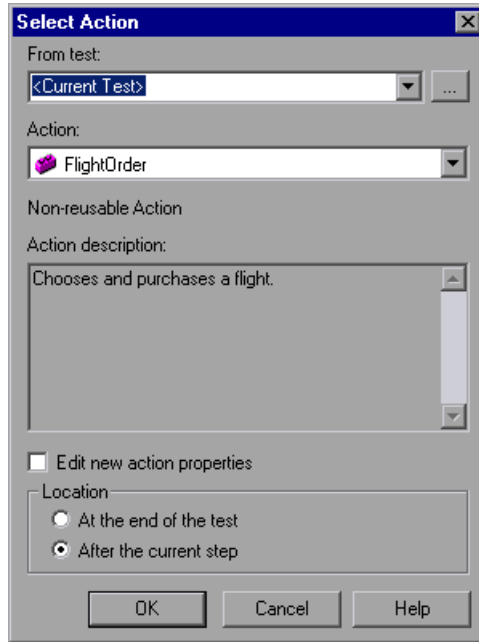 Select Action
From test:
<Current Test>
...
Action:
FlightOrder
Non-reusable Action
Action description:
Chooses and purchases a flight.
Edit new action properties
Location
At the end of the test
After the current step
OK Cancel Help